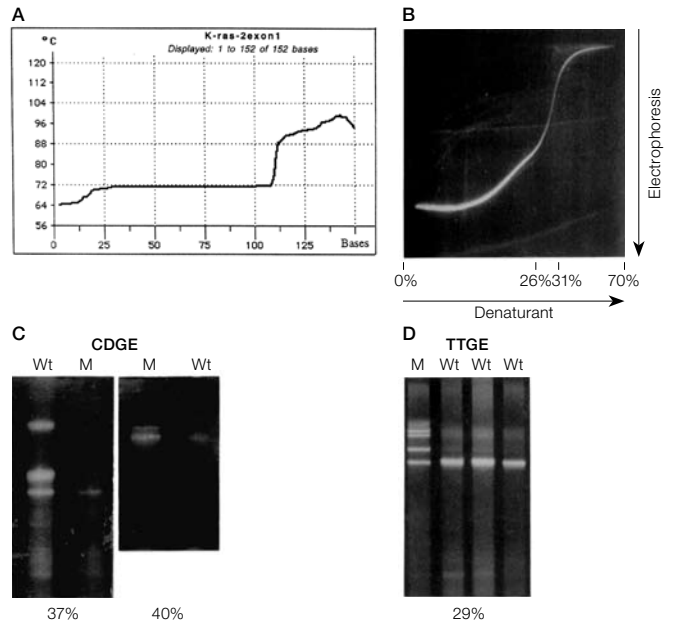 A
K-ras-2exon1
Displayed: 1 to 152 of 152 bases
°C
120
112
104
96
88
80
72
64
56
0 25 50 75 100 125 Bases
B
Electrophoresis
0% 26% 31% 70%
Denaturant
C
CDGE
Wt M M Wt
37% 40%
D
TTGE
M Wt Wt Wt
29%